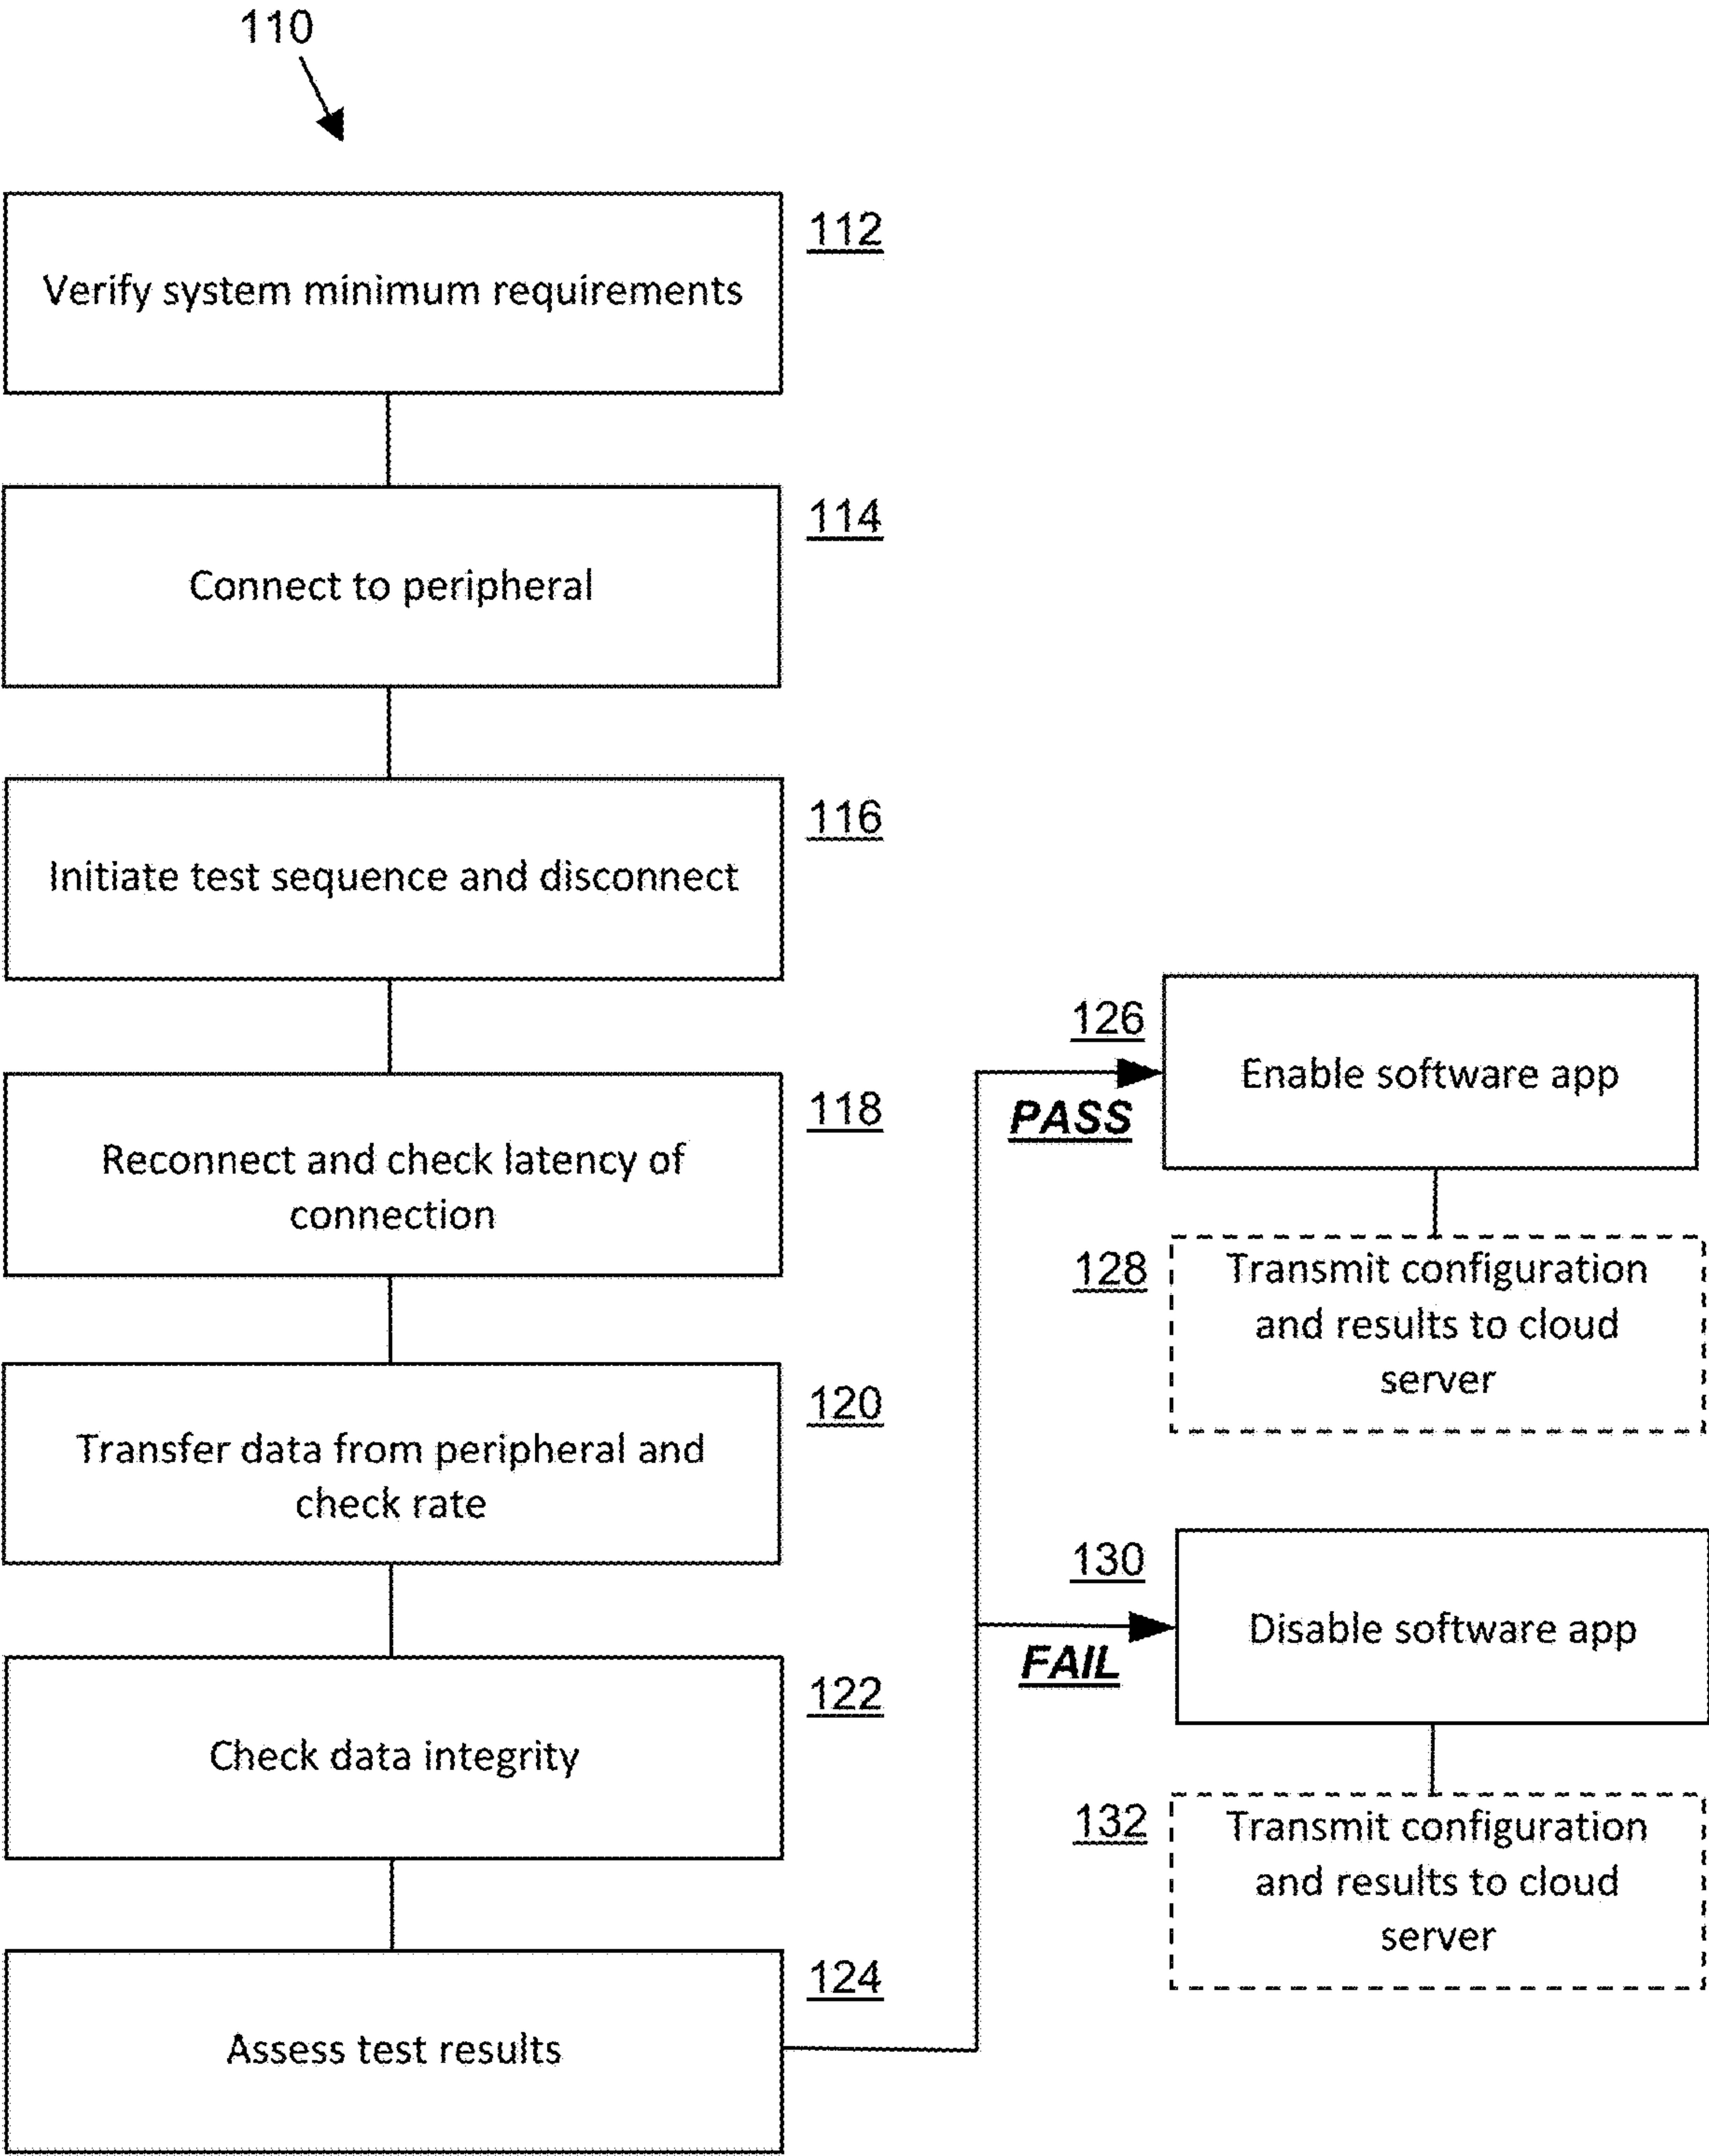 110
112
Verify system minimum requirements
114
Connect to peripheral
116
Initiate test sequence and disconnect
118
Reconnect and check latency of
connection
120
Transfer data from peripheral and
check rate
122
Check data integrity
124
Assess test results
126
Enable software app
PASS
128
Transmit configuration
and results to cloud
server
130
Disable software app
FAIL
132
Transmit configuration
and results to cloud
server